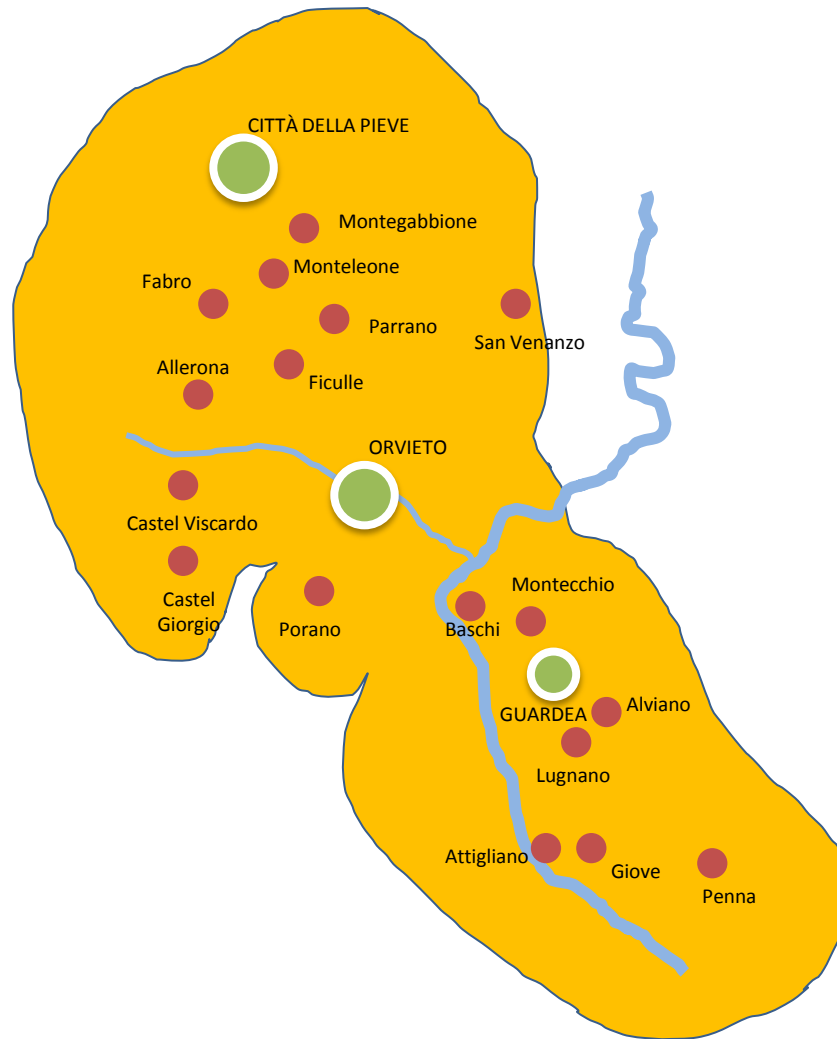 CITTÀ DELLA PIEVE
Montegabbione
Monteleone
Fabro
Parrano
San Venanzo
Allerona
Ficulle
ORVIETO
Castel Viscardo
Castel
Giorgio
Porano
Montecchio
Baschi
GUARDEA
Alviano
Lugnano
Attigliano
Giove
Penna